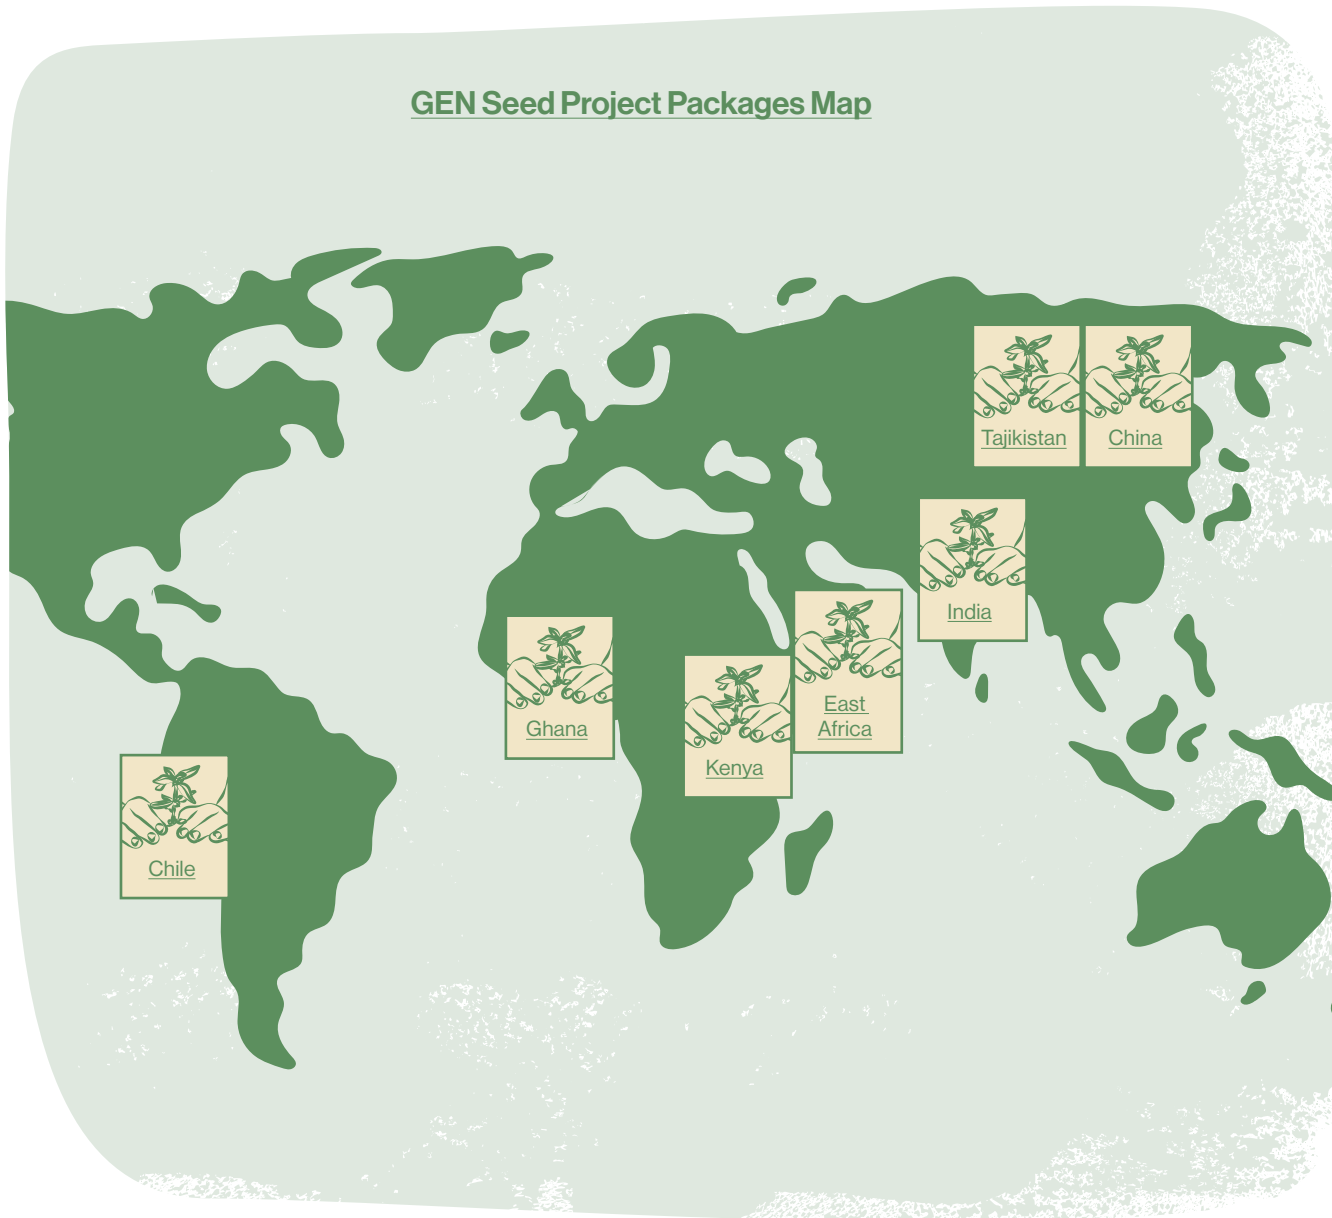 GEN Seed Project Packages Map
Tajikistan
China
India
East
Africa
Ghana
Kenya
Chile